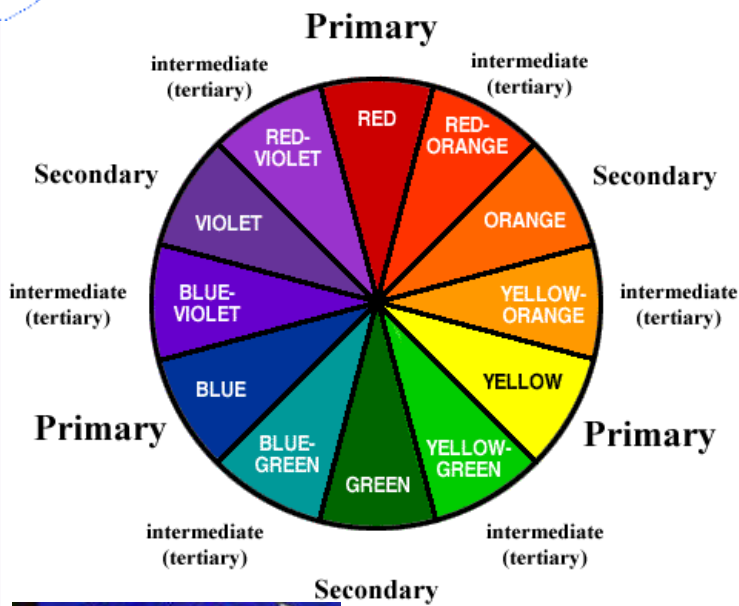 Primary
intermediate
(tertiary)
intermediate
(tertiary)
RED
RED-
VIOLET
RED-
ORANGE
Secondary
Secondary
VIOLET
ORANGE
intermediate
(tertiary)
BLUE-
VIOLET
YELLOW-
ORANGE
intermediate
(tertiary)
BLUE
YELLOW
Primary
Primary
BLUE-
GREEN
YELLOW-
GREEN
GREEN
intermediate
(tertiary)
intermediate
(tertiary)
Secondary